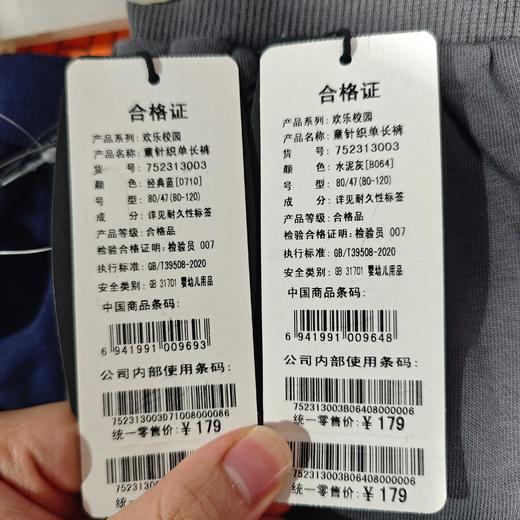 合格证
产品系列: 欢乐校园
产品名称: 童针织单长裤
货 号: 752313003
颜 色: 经典蓝[D710]
号 型: 80/47(80-120)
成 分: 详见耐久性标签
产品等级: 合格品
检验合格证明: 检验员 007
执行标准: GB/T39508-2020
安全类别: GB 31701 婴幼儿用品
中国商品条码:
6 941991 009693
公司内部使用条码:
752313003D71008000086
统一零售价: ¥ 179
752313003D71008000086
统一零售价: ¥ 179
合格证
产品系列: 欢乐校园
产品名称: 童针织单长裤
货 号: 752313003
颜 色: 水泥灰[B064]
号 型: 80/47(80-120)
成 分: 详见耐久性标签
产品等级: 合格品
检验合格证明: 检验员 007
执行标准: GB/T39508-2020
安全类别: GB 31701 婴幼儿用品
中国商品条码:
6 941991 009648
公司内部使用条码:
752313003B06408000006
统一零售价: ¥ 179
752313003B06408000006
统一零售价: ¥ 179